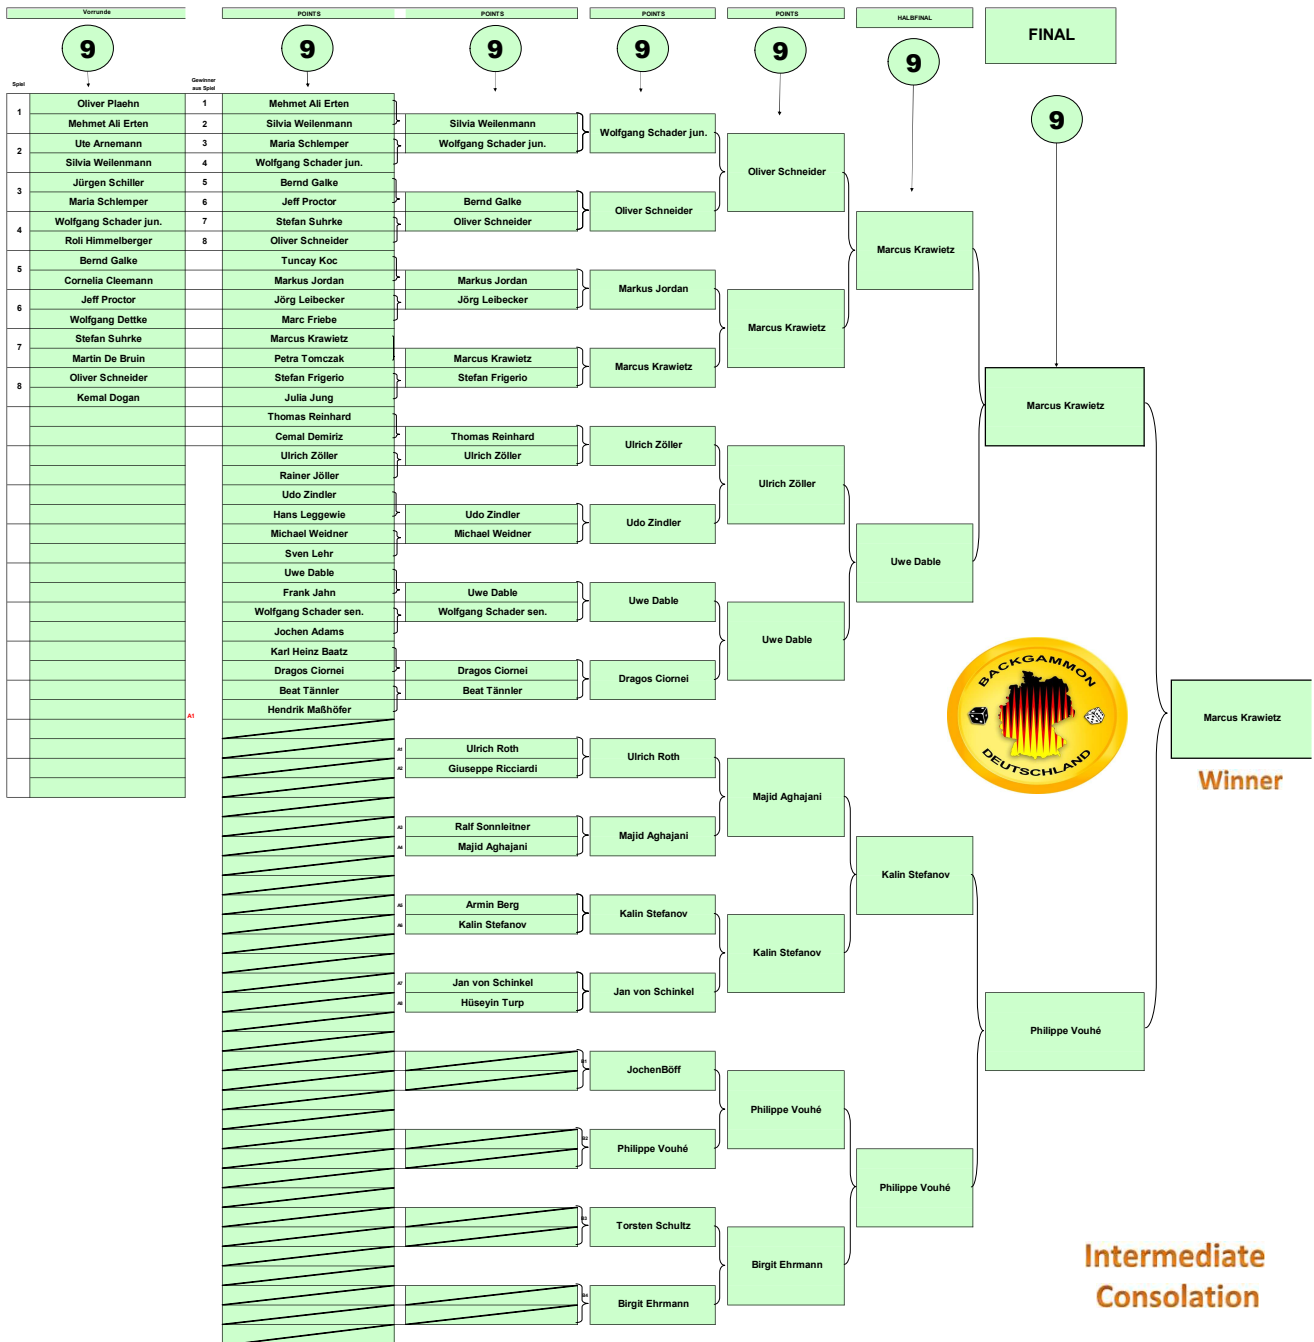 Vorrunde
POINTS
POINTS
POINTS
POINTS
HALBFINAL
FINAL
9
9
9
9
9
9
9
Spiel
Gewinner
aus Spiel
1
Oliver Plaehn
Mehmet Ali Erten
2
Ute Arnemann
Silvia Weilenmann
3
Jürgen Schiller
Maria Schlemper
4
Wolfgang Schader jun.
Roli Himmelberger
5
Bernd Galke
Cornelia Cleemann
6
Jeff Proctor
Wolfgang Dettke
7
Stefan Suhrke
Martin De Bruin
8
Oliver Schneider
Kemal Dogan
A1
1 Mehmet Ali Erten
2 Silvia Weilenmann
3 Maria Schlemper
4 Wolfgang Schader jun.
5 Bernd Galke
6 Jeff Proctor
7 Stefan Suhrke
8 Oliver Schneider
Tuncay Koc
Markus Jordan
Jörg Leibecker
Marc Friebe
Marcus Krawietz
Petra Tomczak
Stefan Frigerio
Julia Jung
Thomas Reinhard
Cemal Demiriz
Ulrich Zöller
Rainer Jöller
Udo Zindler
Hans Leggewie
Michael Weidner
Sven Lehr
Uwe Dable
Frank Jahn
Wolfgang Schader sen.
Jochen Adams
Karl Heinz Baatz
Dragos Ciornei
Beat Tännler
Hendrik Maßhöfer
Silvia Weilenmann
Wolfgang Schader jun.
Bernd Galke
Oliver Schneider
Markus Jordan
Jörg Leibecker
Marcus Krawietz
Stefan Frigerio
Thomas Reinhard
Ulrich Zöller
Udo Zindler
Michael Weidner
Uwe Dable
Wolfgang Schader sen.
Dragos Ciornei
Beat Tännler
A1 Ulrich Roth
A2 Giuseppe Ricciardi
A3 Ralf Sonnleitner
A4 Majid Aghajani
A5 Armin Berg
A6 Kalin Stefanov
A7 Jan von Schinkel
A8 Hüseyin Turp
Wolfgang Schader jun.
Oliver Schneider
Markus Jordan
Marcus Krawietz
Ulrich Zöller
Udo Zindler
Uwe Dable
Dragos Ciornei
Ulrich Roth
Majid Aghajani
Kalin Stefanov
Jan von Schinkel
B1 JochenBöff
B2 Philippe Vouhé
B3 Torsten Schultz
B4 Birgit Ehrmann
Oliver Schneider
Marcus Krawietz
Ulrich Zöller
Uwe Dable
Majid Aghajani
Kalin Stefanov
Philippe Vouhé
Birgit Ehrmann
Marcus Krawietz
Uwe Dable
Kalin Stefanov
Philippe Vouhé
Marcus Krawietz
Philippe Vouhé
BACKGAMMON
DEUTSCHLAND
Marcus Krawietz
Winner
Intermediate
Consolation